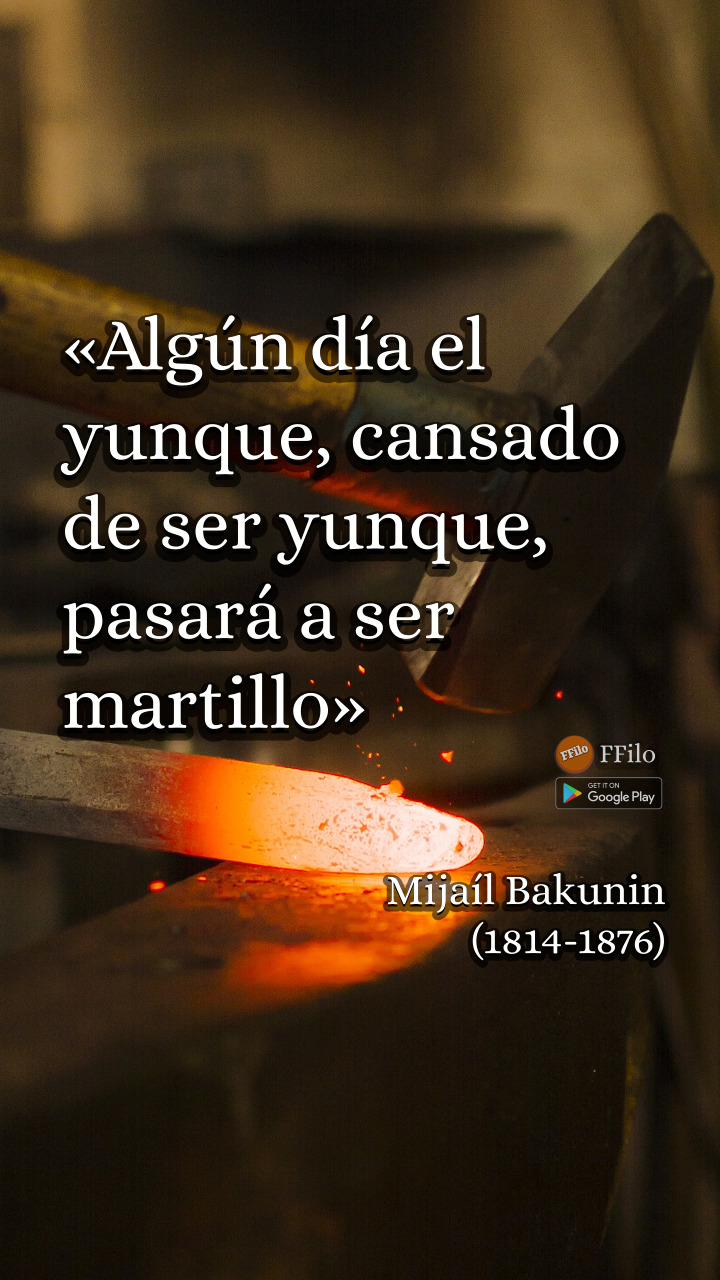 «Algún día el
yunque, cansado
de ser yunque,
pasará a ser
martillo»
FFilo FFilo
GET IT ON
Google Play
Mijaíl Bakunin
(1814-1876)